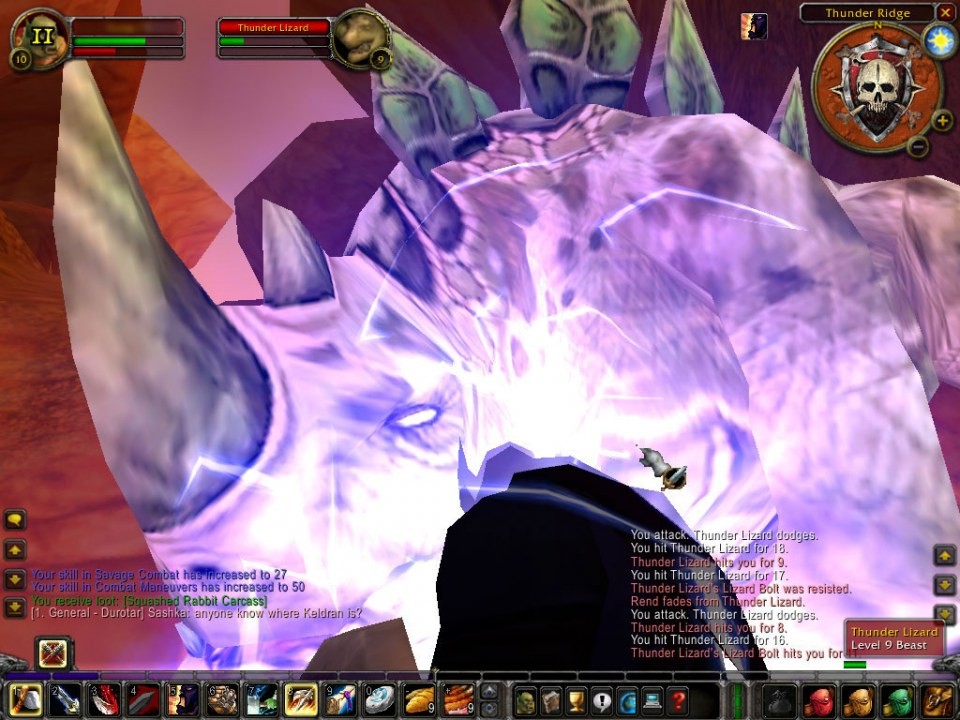 Thunder Lizard
Thunder Ridge
N
10
9
Your skill in Savage Combat has increased to 27
Your skill in Combat Maneuvers has increased to 50
You receive loot: [Squashed Rabbit Carcass]
[1. General - Durotar] Sashka: anyone know where Keldran is?
You attack. Thunder Lizard dodges.
You hit Thunder Lizard for 18.
Thunder Lizard hits you for 9.
You hit Thunder Lizard for 17.
Thunder Lizard's Lizard Bolt was resisted.
Rend fades from Thunder Lizard.
You attack. Thunder Lizard dodges.
Thunder Lizard hits you for 8.
You hit Thunder Lizard for 16.
Thunder Lizard's Lizard Bolt hits you for
Thunder Lizard
Level 9 Beast
2 3 4 5 6 7 8 9 0
9 9